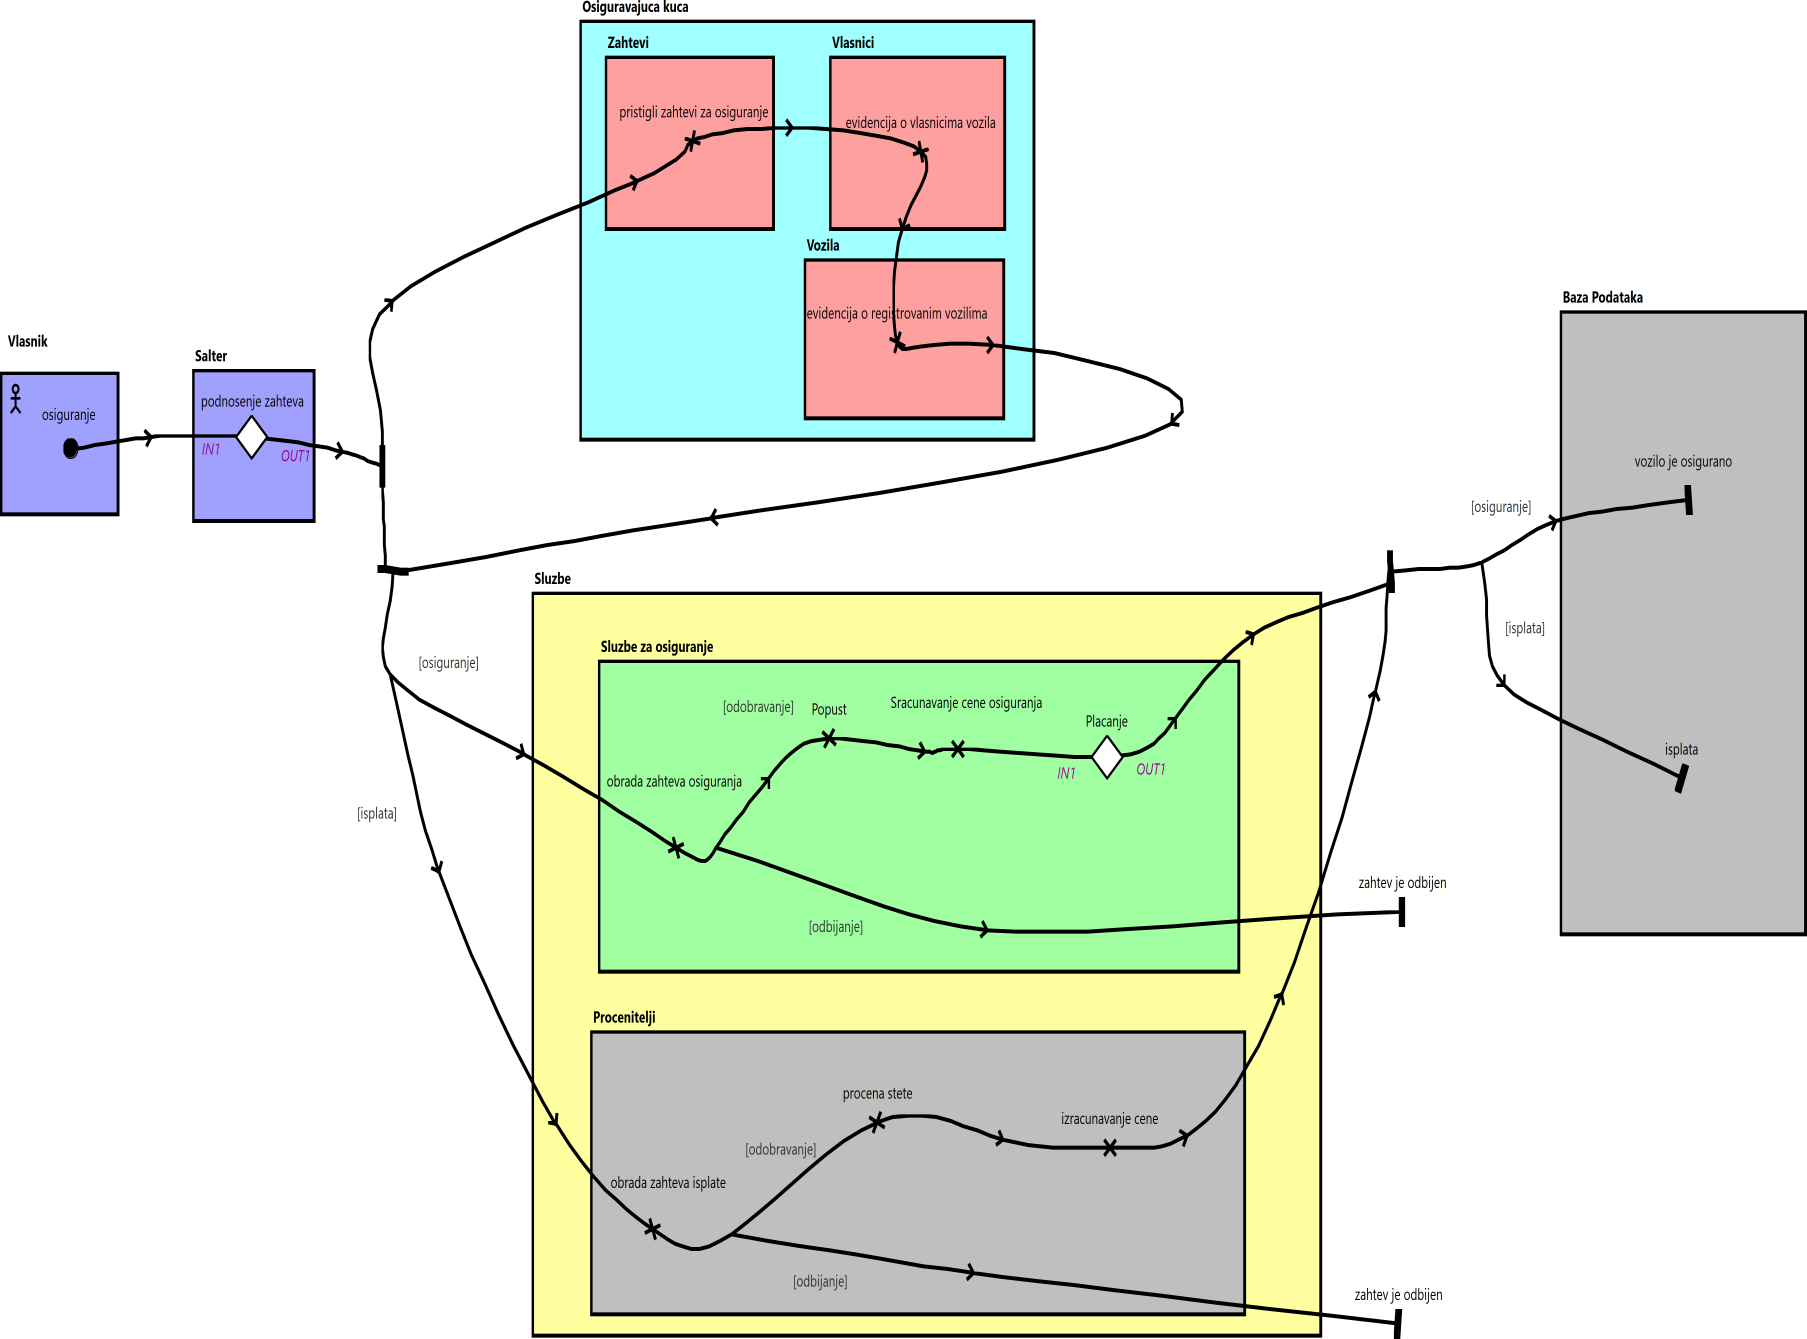 Osiguravajuca kuca
Zahtevi
Vlasnici
pristigli zahtevi za osiguranje
evidencija o vlasnicima vozila
Vozila
evidencija o registrovanim vozilima
Vlasnik
osiguranje
Salter
podnosenje zahteva
IN1
OUT1
Baza Podataka
vozilo je osigurano
[osiguranje]
[isplata]
isplata
Sluzbe
Sluzbe za osiguranje
[osiguranje]
[odobravanje]
Popust
Sracunavanje cene osiguranja
Placanje
IN1
OUT1
obrada zahteva osiguranja
[isplata]
zahtev je odbijen
[odbijanje]
Procenitelji
procena stete
izracunavanje cene
[odobravanje]
obrada zahteva isplate
[odbijanje]
zahtev je odbijen